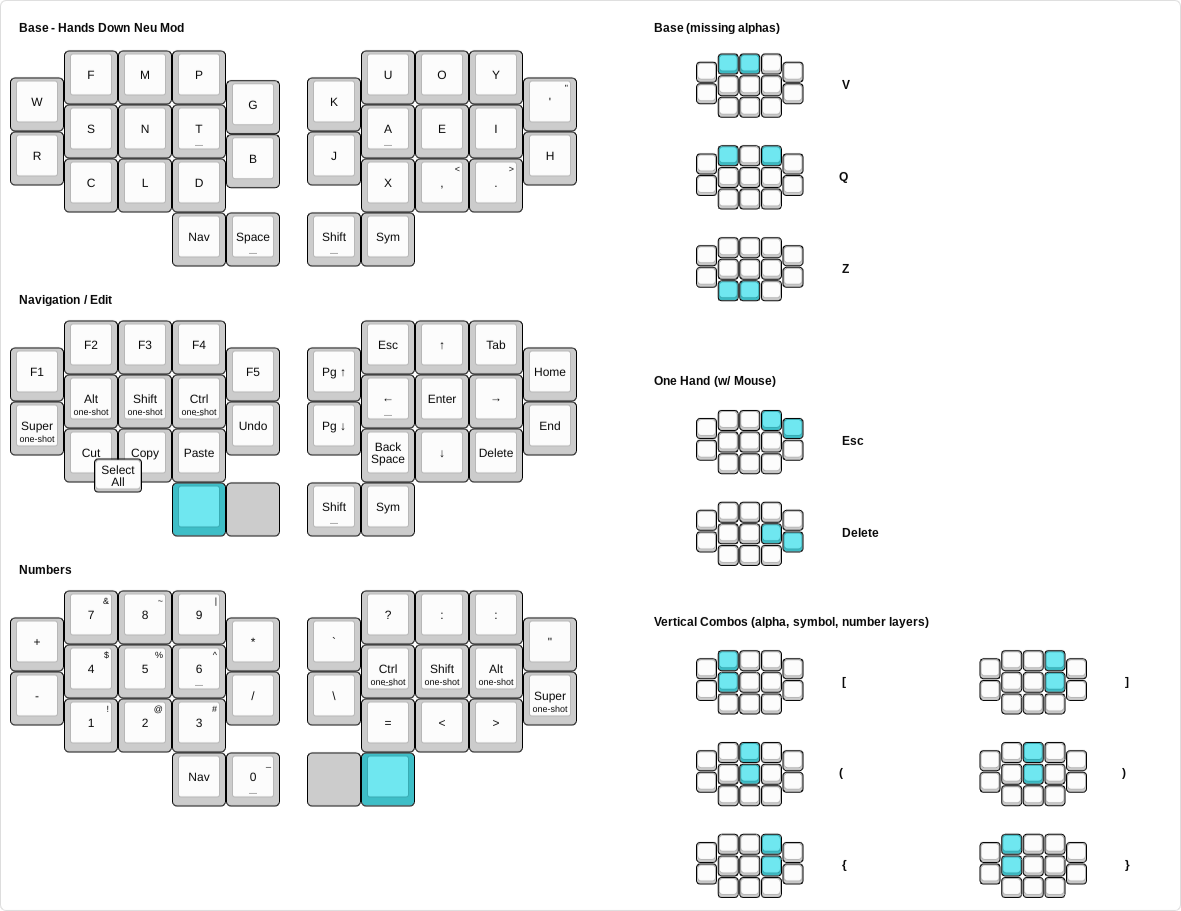 Base - Hands Down Neu Mod
F M P U O Y
W G K ' "
S N T A E I
_ _
R B J H
C L D X , < . >
Nav Space Shift Sym
_ _
Navigation / Edit
F2 F3 F4 Esc ↑ Tab
F1 F5 Pg ↑ Home
Alt Shift Ctrl ← Enter →
one-shot one-shot one-shot _
Super Undo Pg ↓ End
one-shot
Cut Copy Paste Back ↓ Delete
Space
Select
All
Shift Sym
_
Numbers
7 & 8 ~ 9 | ? : :
+ * ` "
4 $ 5 % 6 ^ Ctrl Shift Alt
_ one-shot one-shot one-shot
- / \ Super
one-shot
1 ! 2 @ 3 # = < >
Nav 0 _
_
Base (missing alphas)
V
Q
Z
One Hand (w/ Mouse)
Esc
Delete
Vertical Combos (alpha, symbol, number layers)
[ ]
( )
{ }